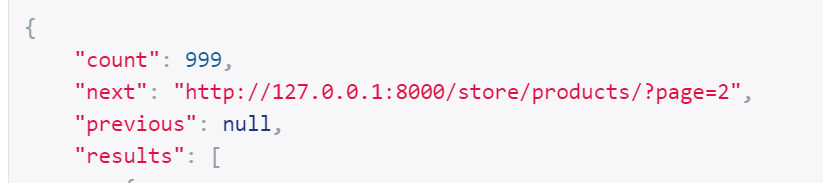 {
"count": 999,
"next": "http://127.0.0.1:8000/store/products/?page=2",
"previous": null,
"results": [
{